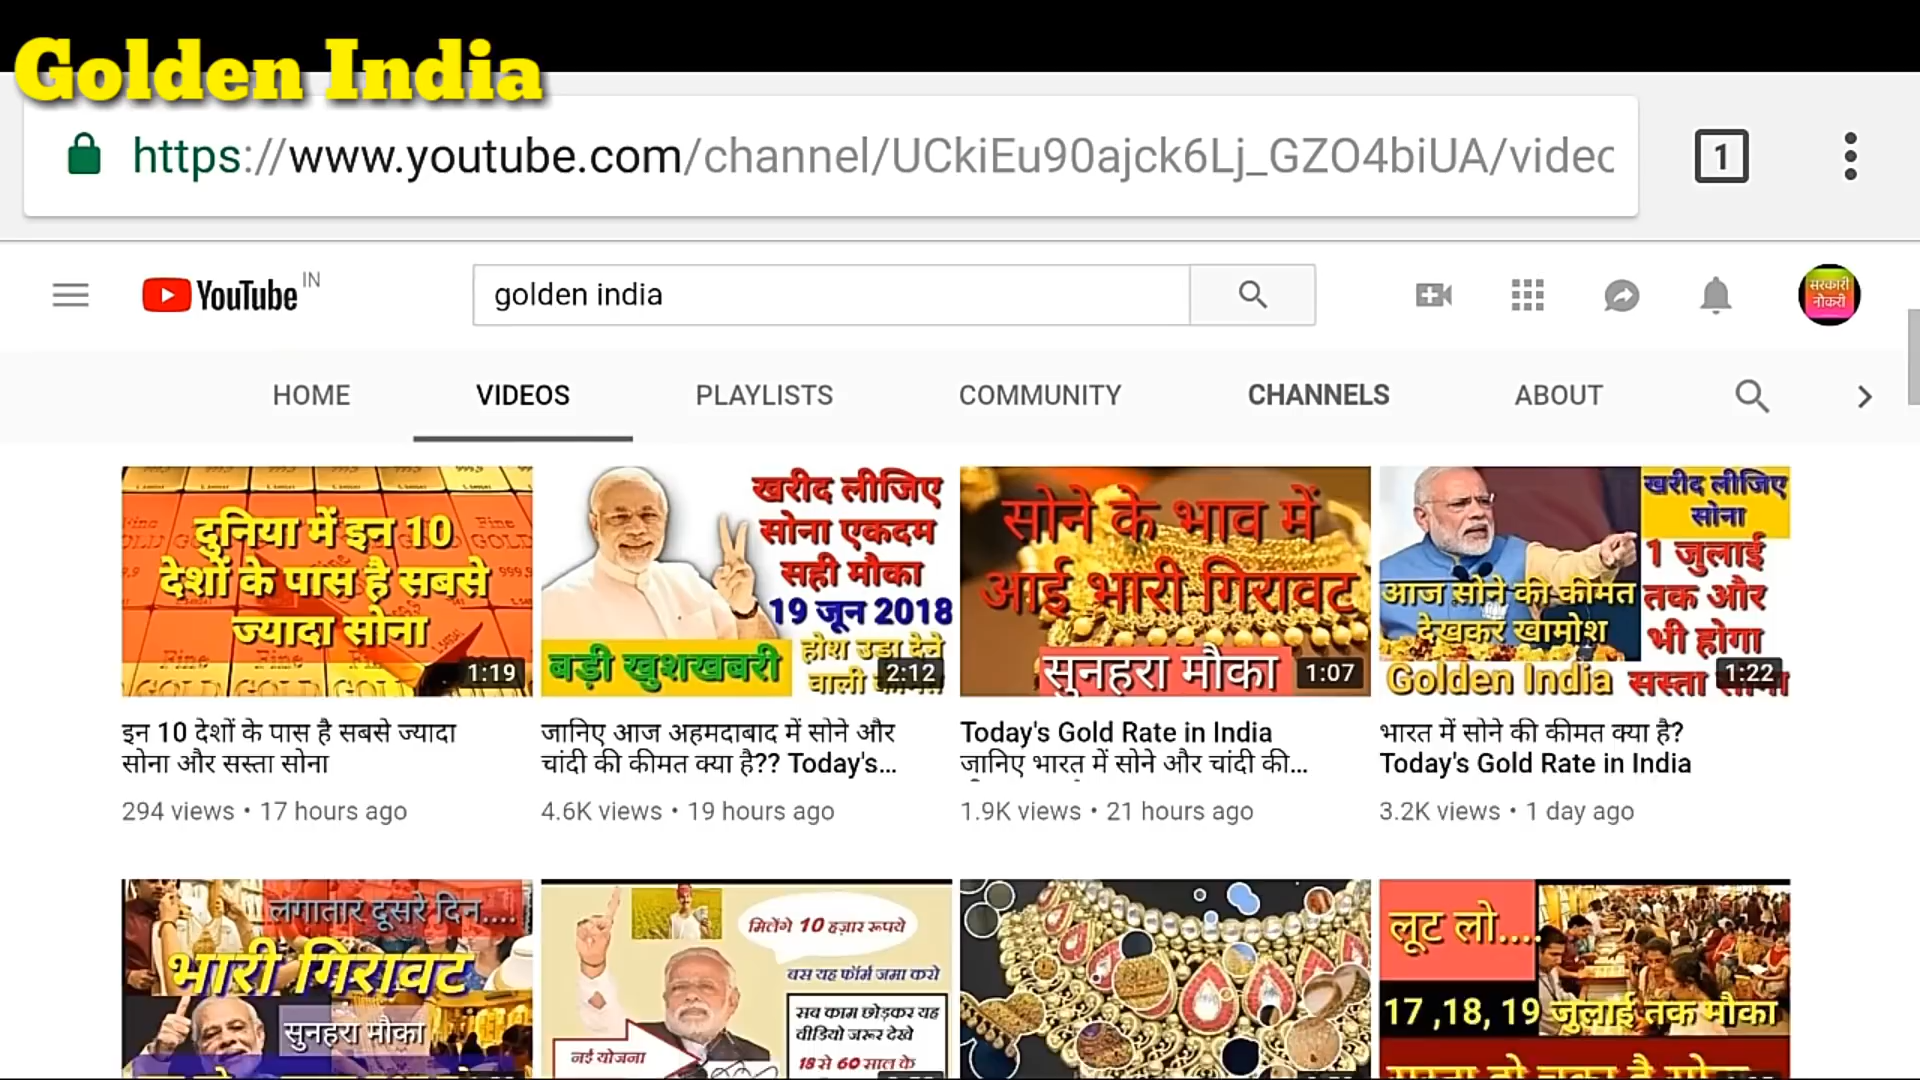 Golden India
https://www.youtube.com/channel/UCkiEu90ajck6Lj_GZO4biUA/videc
1
YouTube IN
golden india
सरकारी
नोकरी
HOME VIDEOS PLAYLISTS COMMUNITY CHANNELS ABOUT
दुनिया में इन 10
देशों के पास है सबसे
ज्यादा सोना
1:19
खरीद लीजिए
सोना एकदम
सही मौका
19 जून 2018
बड़ी खुशखबरी
होश उड़ा देने
वाली
2:12
सोने के भाव में
आई भारी गिरावट
सुनहरा मौका
1:07
खरीद लीजिए
सोना
1 जुलाई
तक और
भी होगा
सस्ता
आज सोने की कीमत
देखकर खामोश
Golden India
1:22
इन 10 देशों के पास है सबसे ज्यादा
सोना और सस्ता सोना
294 views • 17 hours ago
जानिए आज अहमदाबाद में सोने और
चांदी की कीमत क्या है?? Today's...
4.6K views • 19 hours ago
Today's Gold Rate in India
जानिए भारत में सोने और चांदी की...
1.9K views • 21 hours ago
भारत में सोने की कीमत क्या है?
Today's Gold Rate in India
3.2K views • 1 day ago
लगातार दूसरे दिन....
भारी गिरावट
सुनहरा मौका
मिलेंगे 10 हज़ार रूपये
बस यह फॉर्म जमा करो
सब काम छोड़कर यह
वीडियो जरूर देखे
18 से 60 साल के
नई योजना
लूट लो....
17 ,18, 19 जुलाई तक मौका